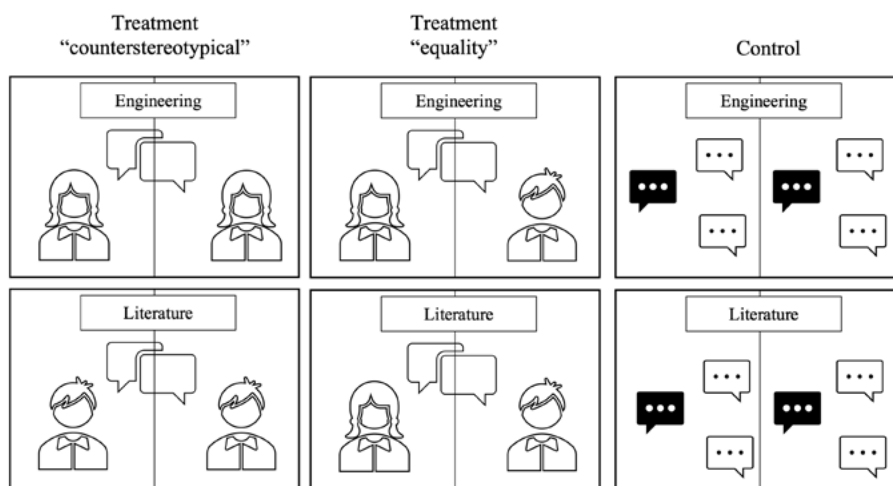 Treatment
“counterstereotypical”
Treatment
“equality”
Control
Engineering
Engineering
Engineering
Literature
Literature
Literature